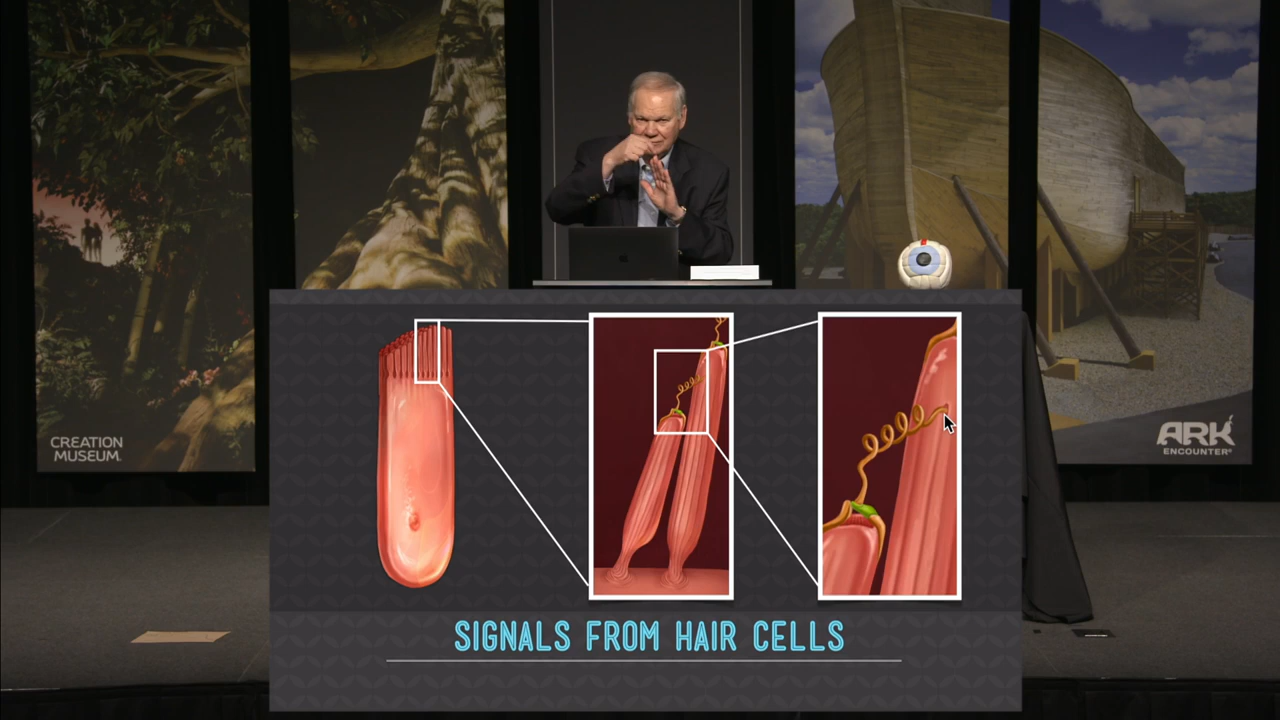 CREATION
MUSEUM®
ARK
ENCOUNTER®
SIGNALS FROM HAIR CELLS